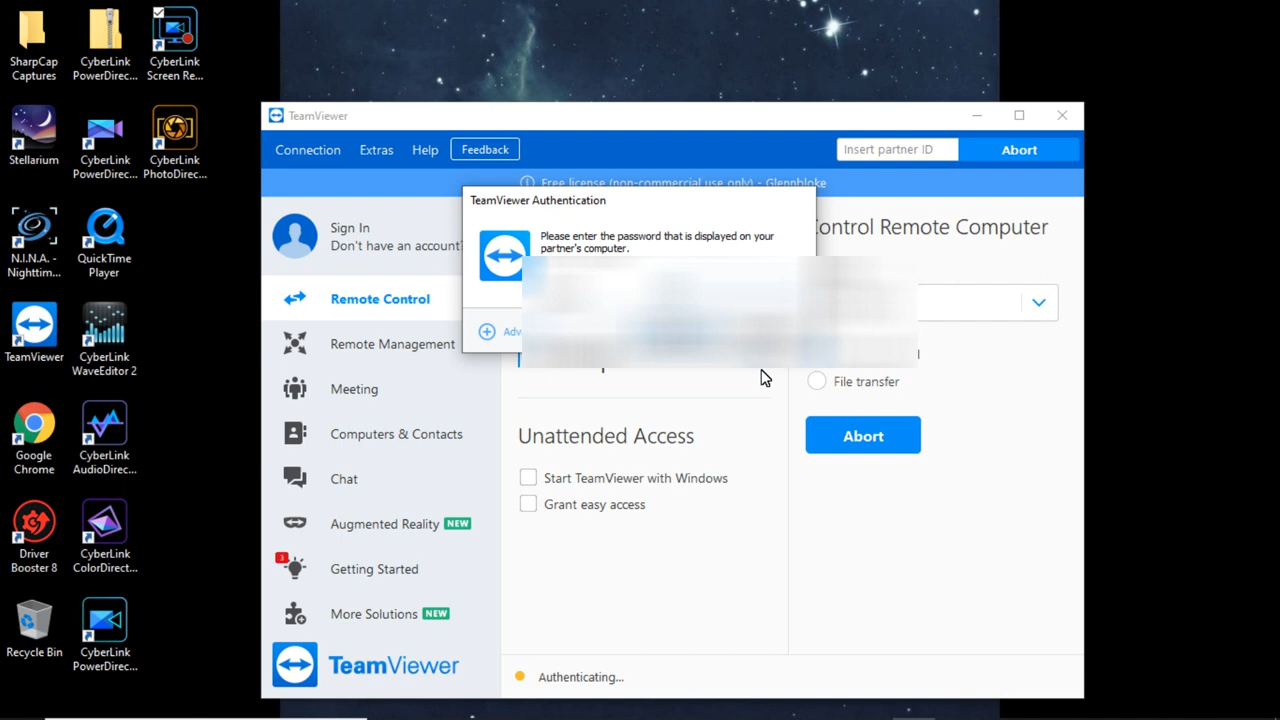 SharpCap
Captures
CyberLink
PowerDirec...
CyberLink
Screen Re...
Stellarium
CyberLink
PowerDirec...
CyberLink
PhotoDirec...
N.I.N.A. -
Nighttim...
QuickTime
Player
TeamViewer
CyberLink
WaveEditor 2
Google
Chrome
CyberLink
AudioDirec...
Driver
Booster 8
CyberLink
ColorDirect...
Recycle Bin
CyberLink
PowerDirec...
TeamViewer
Connection Extras Help Feedback
Insert partner ID Abort
Free license (non-commercial use only) - Glennbloke
TeamViewer Authentication
Please enter the password that is displayed on your
partner's computer.
Adv
Sign In
Don't have an account?
Remote Control
Remote Management
Meeting
Computers & Contacts
Chat
Augmented Reality NEW
3
Getting Started
More Solutions NEW
TeamViewer
Unattended Access
Start TeamViewer with Windows
Grant easy access
ontrol Remote Computer
File transfer
Abort
Authenticating...